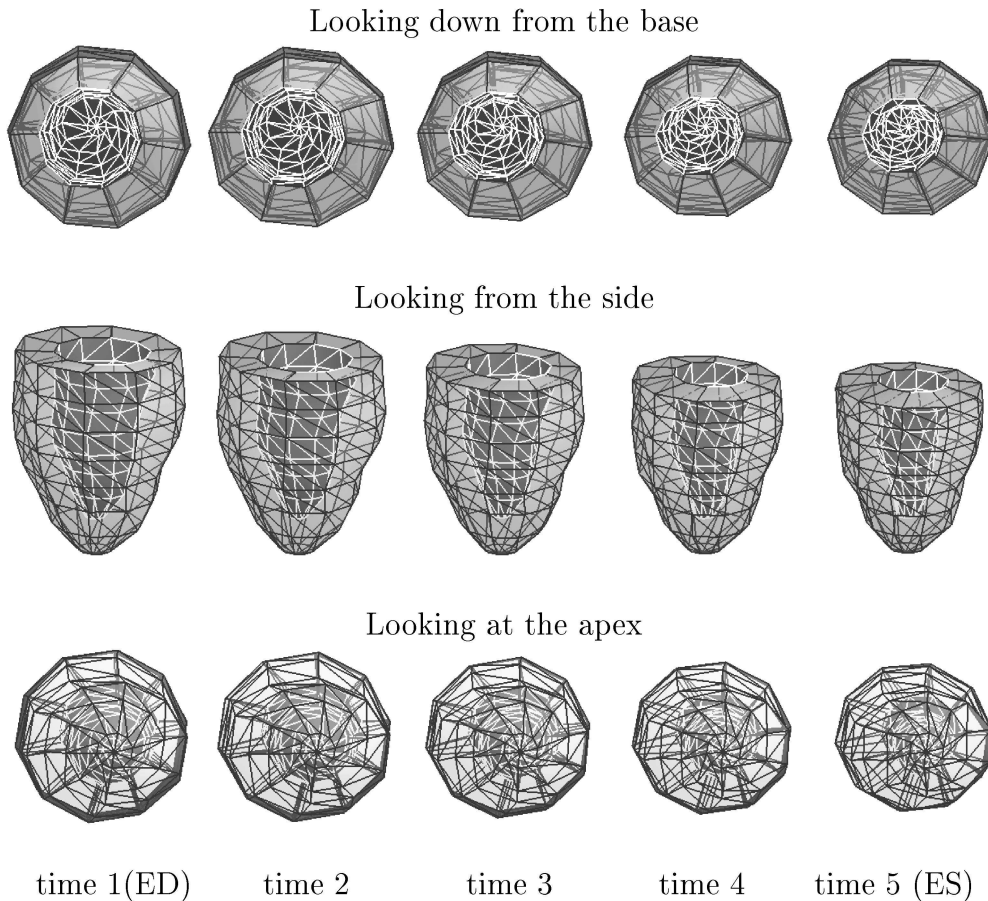 Looking down from the base
Looking from the side
Looking at the apex
time 1(ED) time 2 time 3 time 4 time 5 (ES)